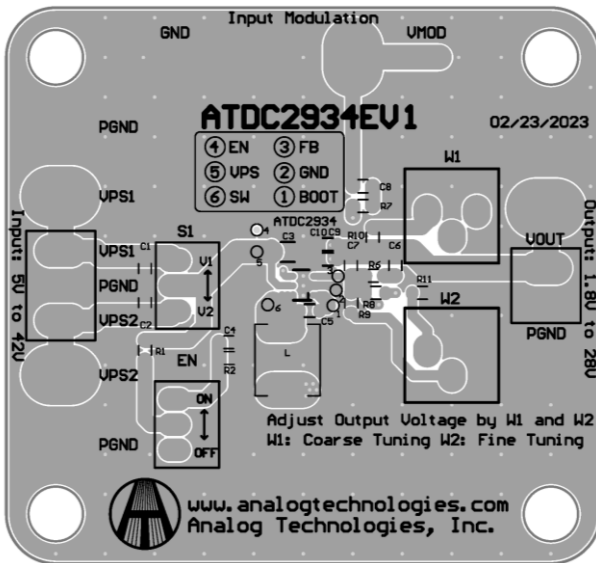 Input Modulation
GND
VMOD
ATDC2934EV1
02/23/2023
PGND
4 EN 3 FB
5 VPS 2 GND
6 SW 1 BOOT
W1
C8
R7
VPS1
ATDC2934
S1
4
C10 C9
R10
VOUT
Input: 5V to 42V
Output: 1.8V to 28V
VPS1
C1
V1
C3
C7
C6
5
3
R6
PGND
R11
V2
2
W2
VPS2
C2
6
1
C5
R8
R9
PGND
C4
R1
EN
R2
L
VPS2
ON
OFF
PGND
Adjust Output Voltage by W1 and W2
W1: Coarse Tuning W2: Fine Tuning
www.analogtechnologies.com
Analog Technologies, Inc.